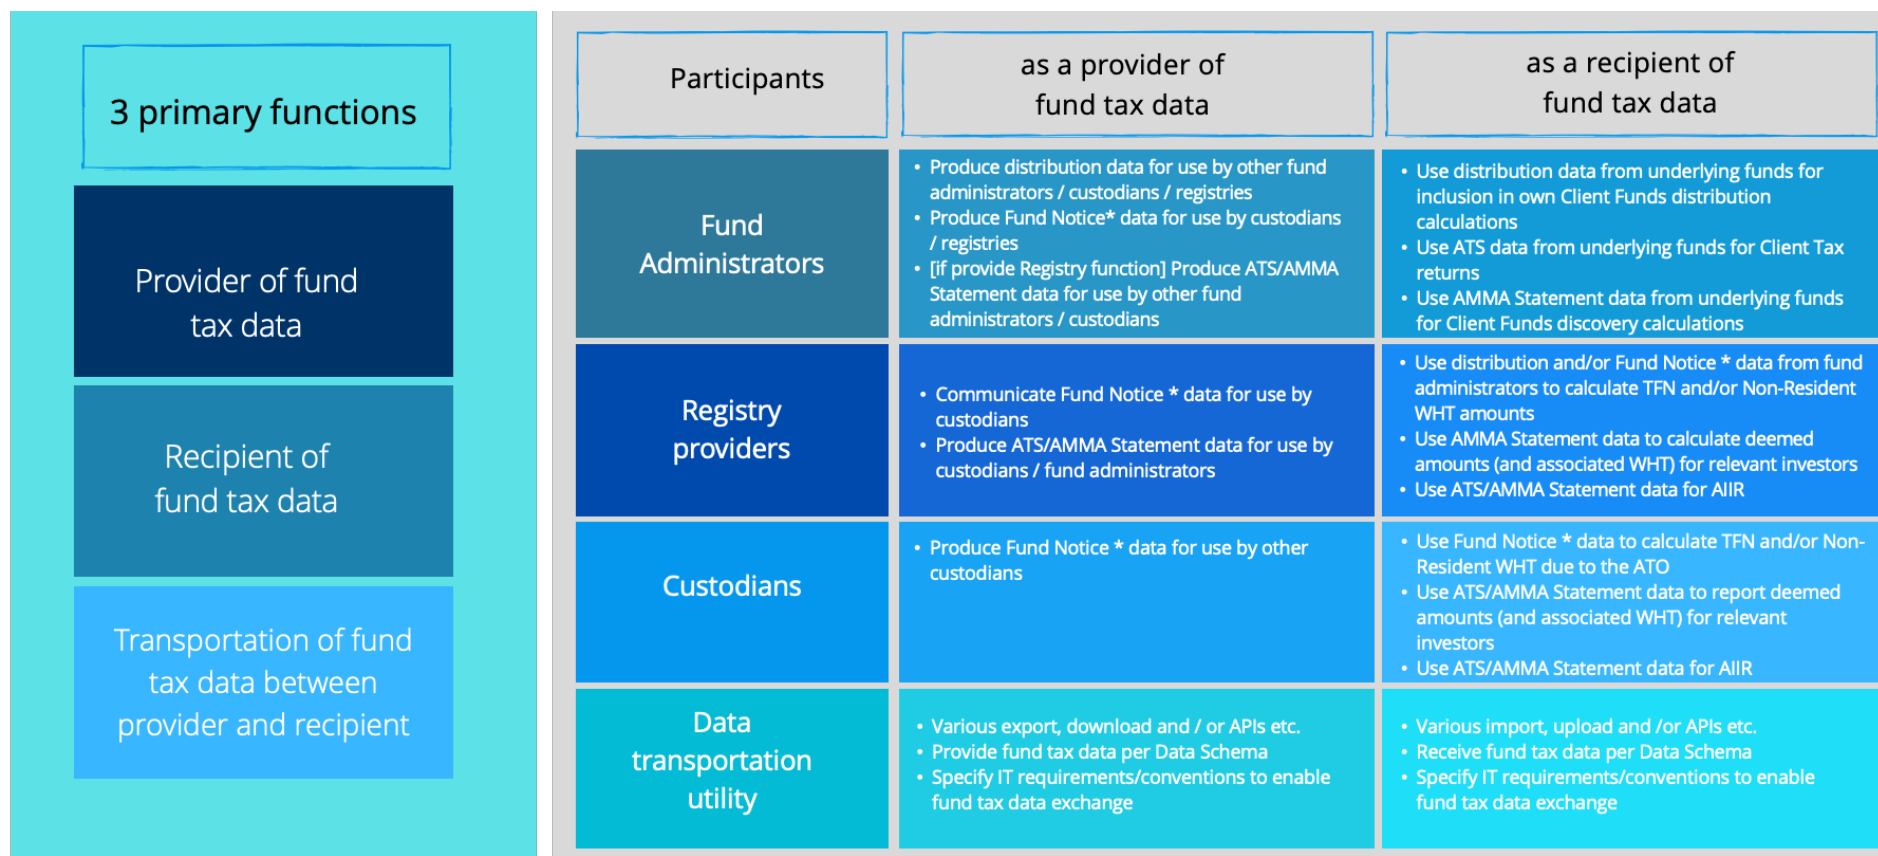 3 primary functions
Provider of fund
tax data
Recipient of
fund tax data
Transportation of fund
tax data between
provider and recipient
Participants
as a provider of
fund tax data
as a recipient of
fund tax data
Fund
Administrators
• Produce distribution data for use by other fund
administrators / custodians / registries
• Produce Fund Notice* data for use by custodians
/ registries
• [if provide Registry function] Produce ATS/AMMA
Statement data for use by other fund
administrators / custodians
• Use distribution data from underlying funds for
inclusion in own Client Funds distribution
calculations
• Use ATS data from underlying funds for Client Tax
returns
• Use AMMA Statement data from underlying funds
for Client Funds discovery calculations
Registry
providers
• Communicate Fund Notice * data for use by
custodians
• Produce ATS/AMMA Statement data for use by
custodians / fund administrators
• Use distribution and/or Fund Notice * data from fund
administrators to calculate TFN and/or Non-Resident
WHT amounts
• Use AMMA Statement data to calculate deemed
amounts (and associated WHT) for relevant investors
• Use ATS/AMMA Statement data for AIIR
Custodians
• Produce Fund Notice * data for use by other
custodians
• Use Fund Notice * data to calculate TFN and/or Non-
Resident WHT due to the ATO
• Use ATS/AMMA Statement data to report deemed
amounts (and associated WHT) for relevant
investors
• Use ATS/AMMA Statement data for AIIR
Data
transportation
utility
• Various export, download and / or APIs etc.
• Provide fund tax data per Data Schema
• Specify IT requirements/conventions to enable
fund tax data exchange
• Various import, upload and /or APIs etc.
• Receive fund tax data per Data Schema
• Specify IT requirements/conventions to enable
fund tax data exchange